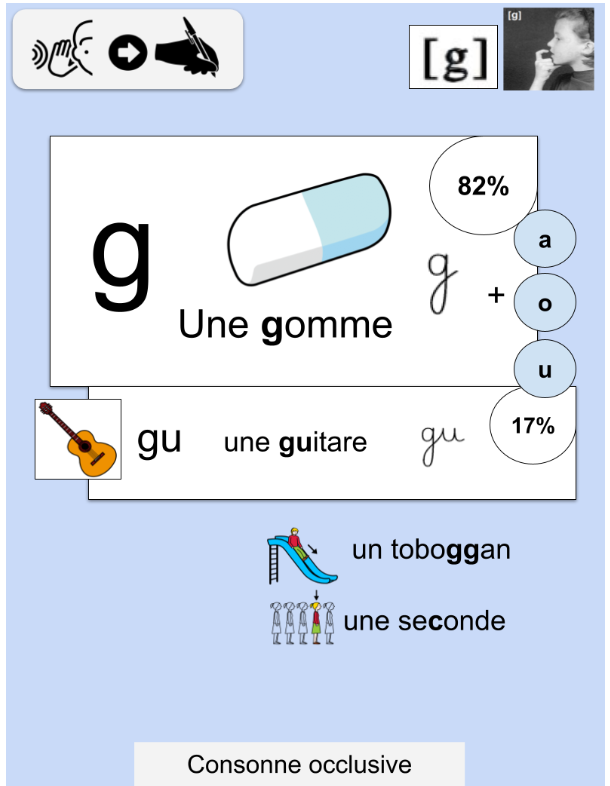 [g]
[g]
82%
g
g
a
+
o
Une gomme
u
gu
une guitare
gu
17%
un toboggan
une seconde
Consonne occlusive